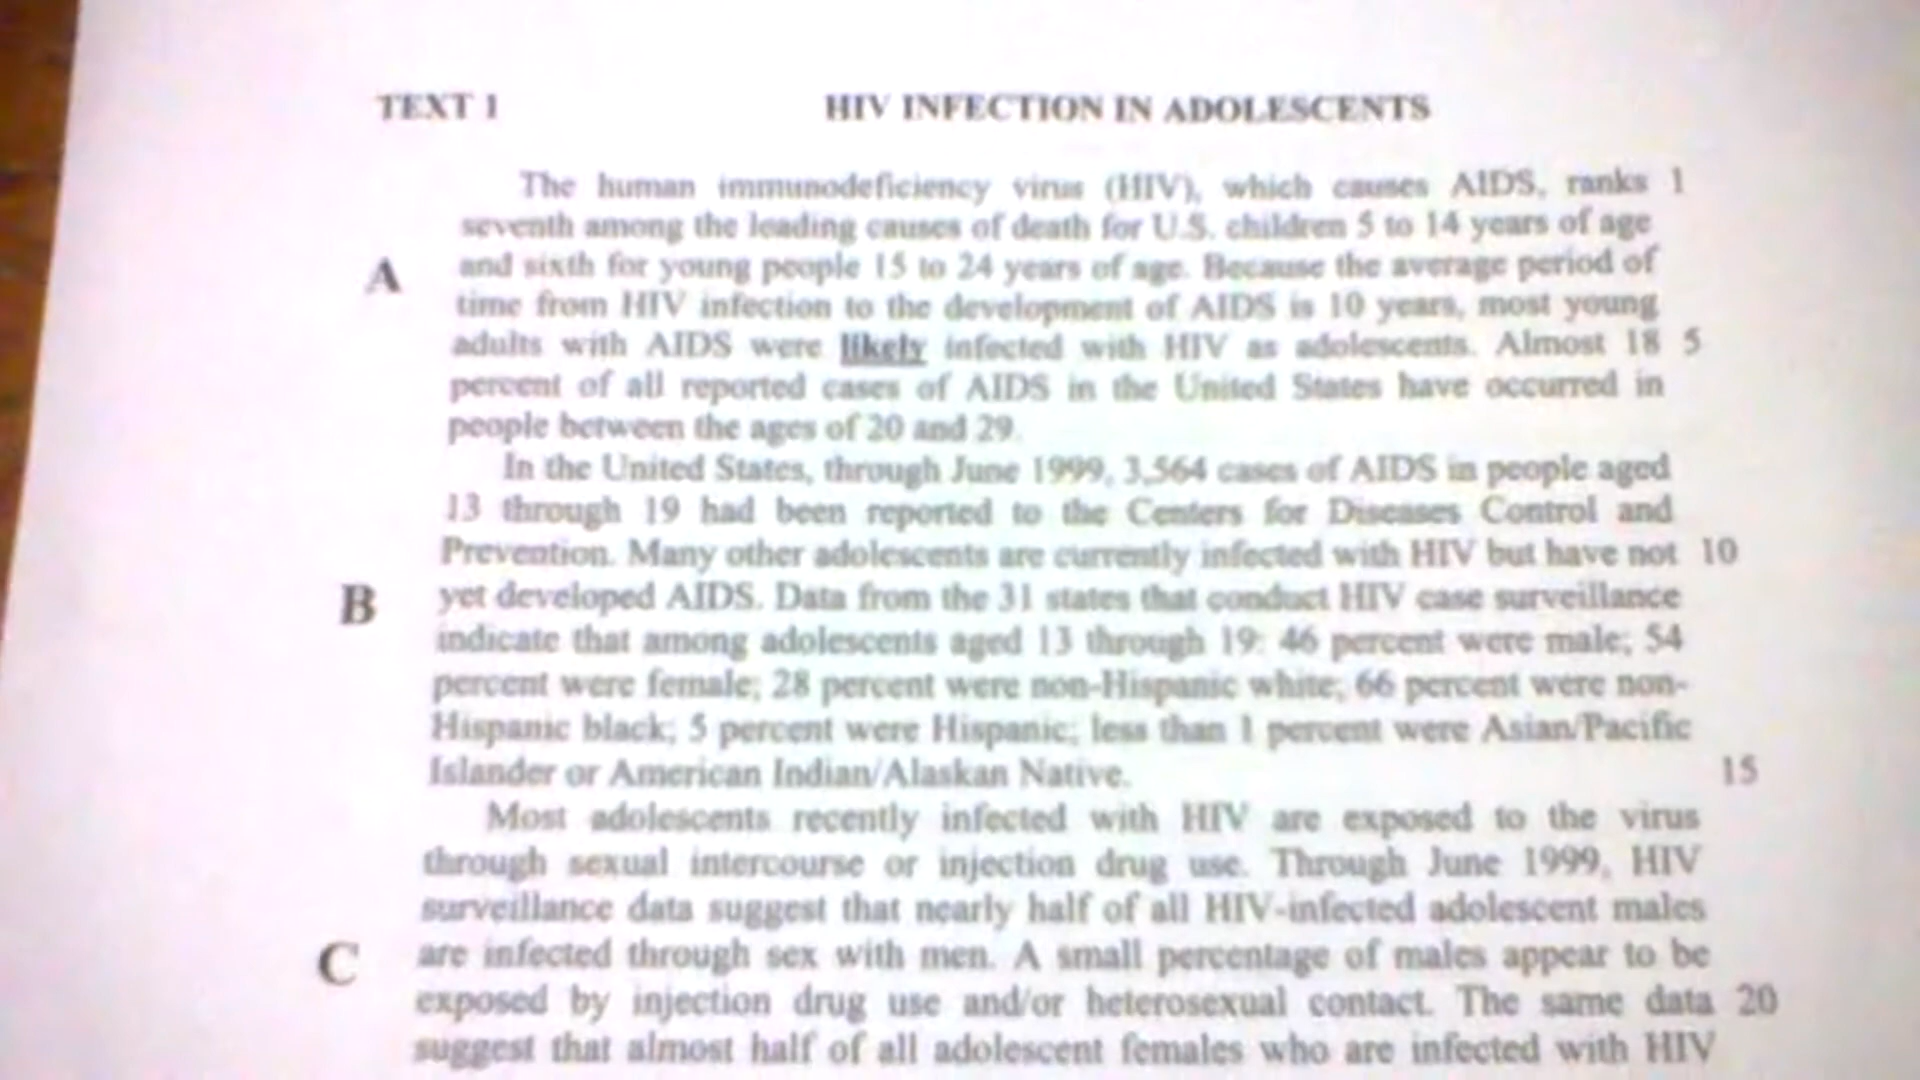 TEXT 1 HIV INFECTION IN ADOLESCENTS
The human immunodeficiency virus (HIV), which causes AIDS, ranks 1
seventh among the leading causes of death for U.S. children 5 to 14 years of age
A and sixth for young people 15 to 24 years of age. Because the average period of
time from HIV infection to the development of AIDS is 10 years, most young
adults with AIDS were likely infected with HIV as adolescents. Almost 18 5
percent of all reported cases of AIDS in the United States have occurred in
people between the ages of 20 and 29.
In the United States, through June 1999, 3,564 cases of AIDS in people aged
13 through 19 had been reported to the Centers for Diseases Control and
Prevention. Many other adolescents are currently infected with HIV but have not 10
B yet developed AIDS. Data from the 31 states that conduct HIV case surveillance
indicate that among adolescents aged 13 through 19: 46 percent were male; 54
percent were female; 28 percent were non-Hispanic white; 66 percent were non-
Hispanic black; 5 percent were Hispanic; less than 1 percent were Asian/Pacific
Islander or American Indian/Alaskan Native. 15
Most adolescents recently infected with HIV are exposed to the virus
through sexual intercourse or injection drug use. Through June 1999, HIV
surveillance data suggest that nearly half of all HIV-infected adolescent males
C are infected through sex with men. A small percentage of males appear to be
exposed by injection drug use and/or heterosexual contact. The same data 20
suggest that almost half of all adolescent females who are infected with HIV